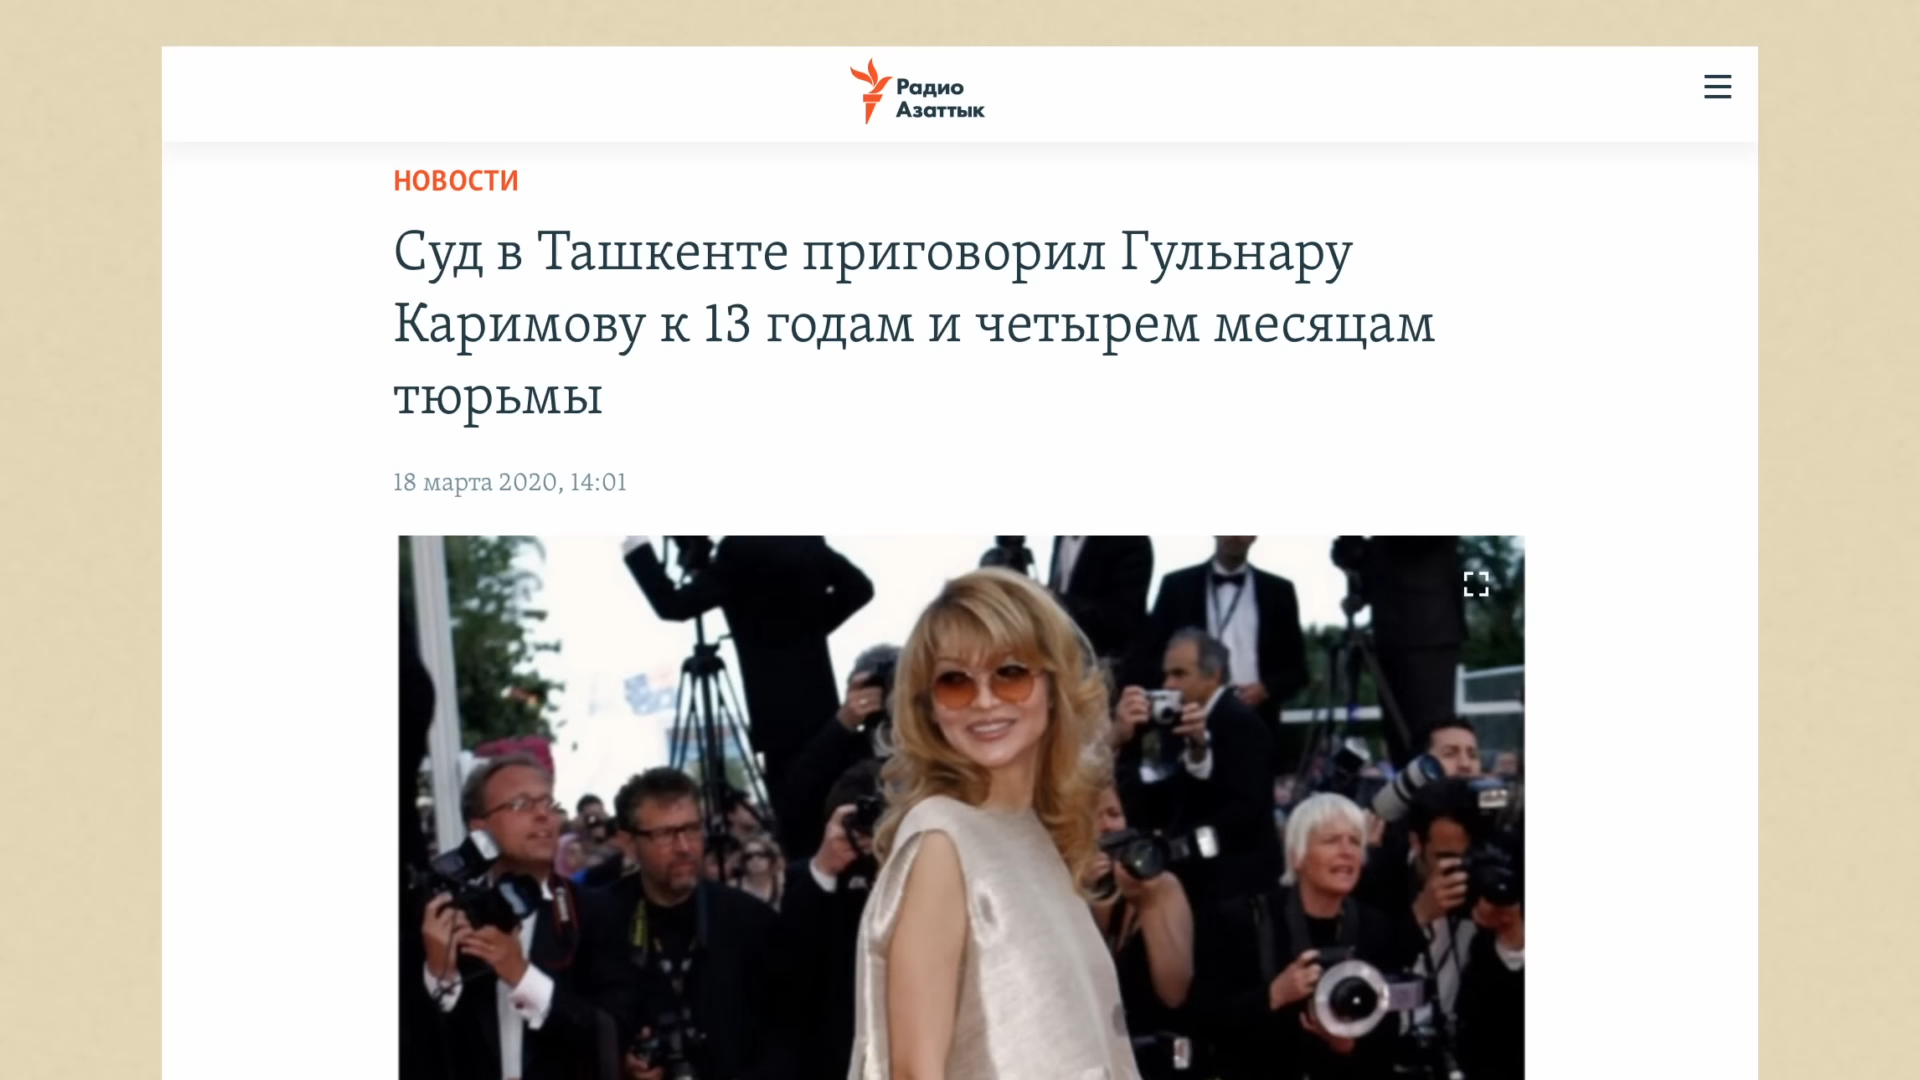 Радио
Азаттык
НОВОСТИ
Суд в Ташкенте приговорил Гульнару
Каримову к 13 годам и четырем месяцам
тюрьмы
18 марта 2020, 14:01